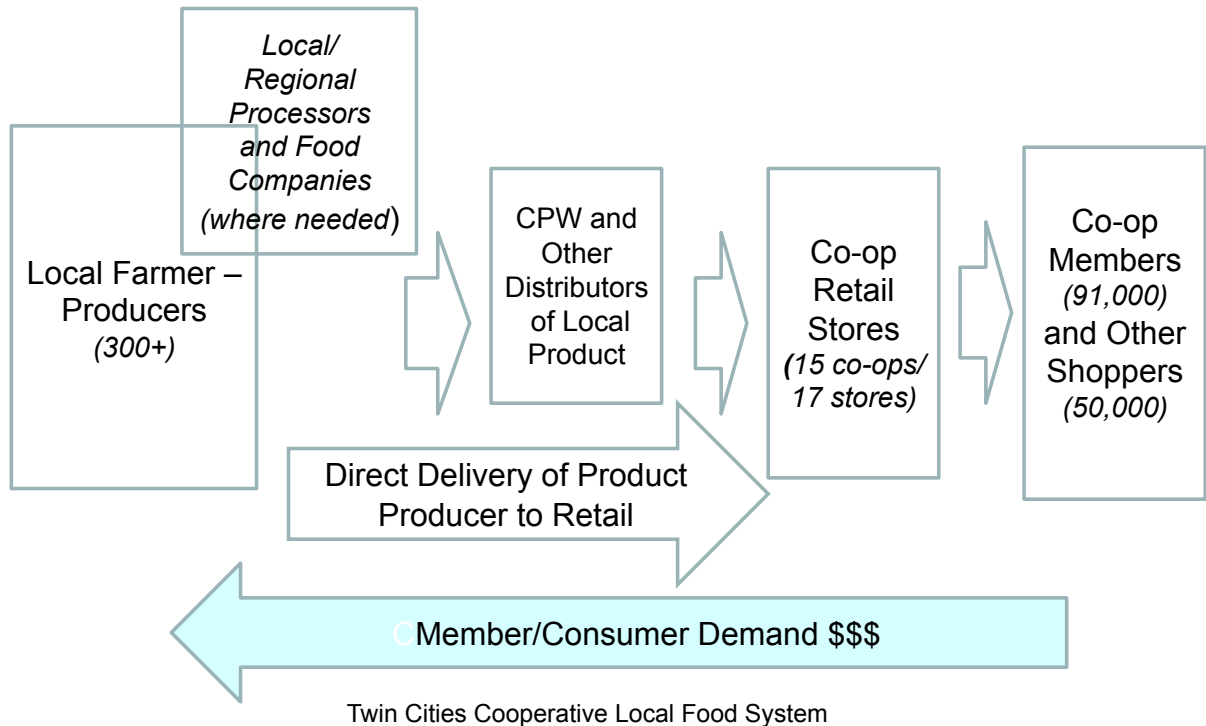 Local/
Regional
Processors
and Food
Companies
(where needed)
Local Farmer –
Producers
(300+)
CPW and
Other
Distributors
of Local
Product
Co-op
Retail
Stores
(15 co-ops/
17 stores)
Co-op
Members
(91,000)
and Other
Shoppers
(50,000)
Direct Delivery of Product
Producer to Retail
CMember/Consumer Demand $$$
Twin Cities Cooperative Local Food System